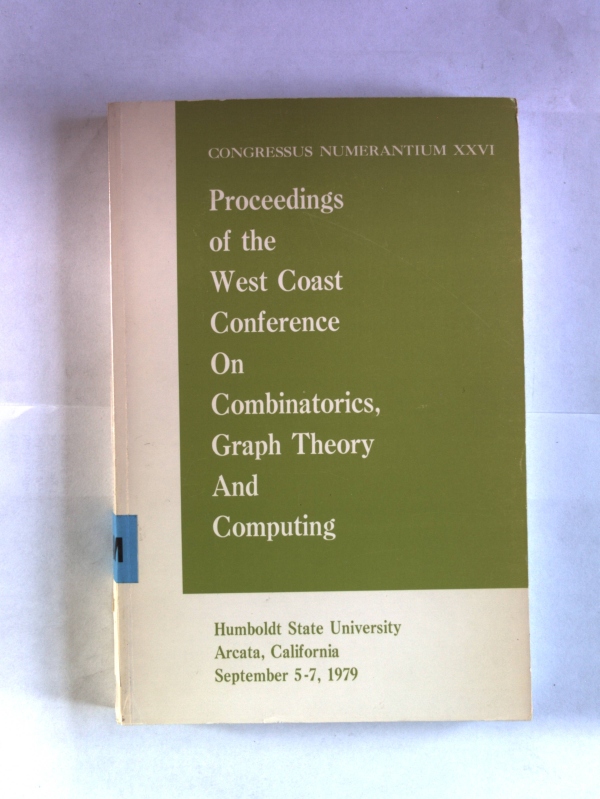 CONGRESSUS NUMERANTIUM XXVI
Proceedings
of the
West Coast
Conference
On
Combinatorics,
Graph Theory
And
Computing
M
Humboldt State University
Arcata, California
September 5-7, 1979